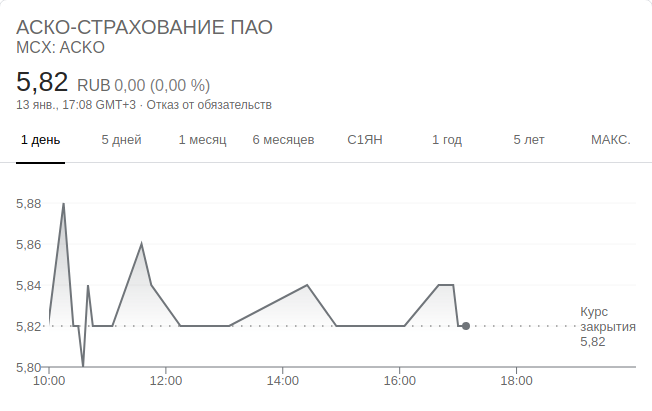 АСКО-СТРАХОВАНИЕ ПАО
MCX: ACKO
5,82 RUB 0,00 (0,00 %)
13 янв., 17:08 GMT+3 · Отказ от обязательств
1 день 5 дней 1 месяц 6 месяцев С1ЯН 1 год 5 лет МАКС.
5,88
5,86
5,84
5,82
5,80
Курс
закрытия
5,82
10:00 12:00 14:00 16:00 18:00